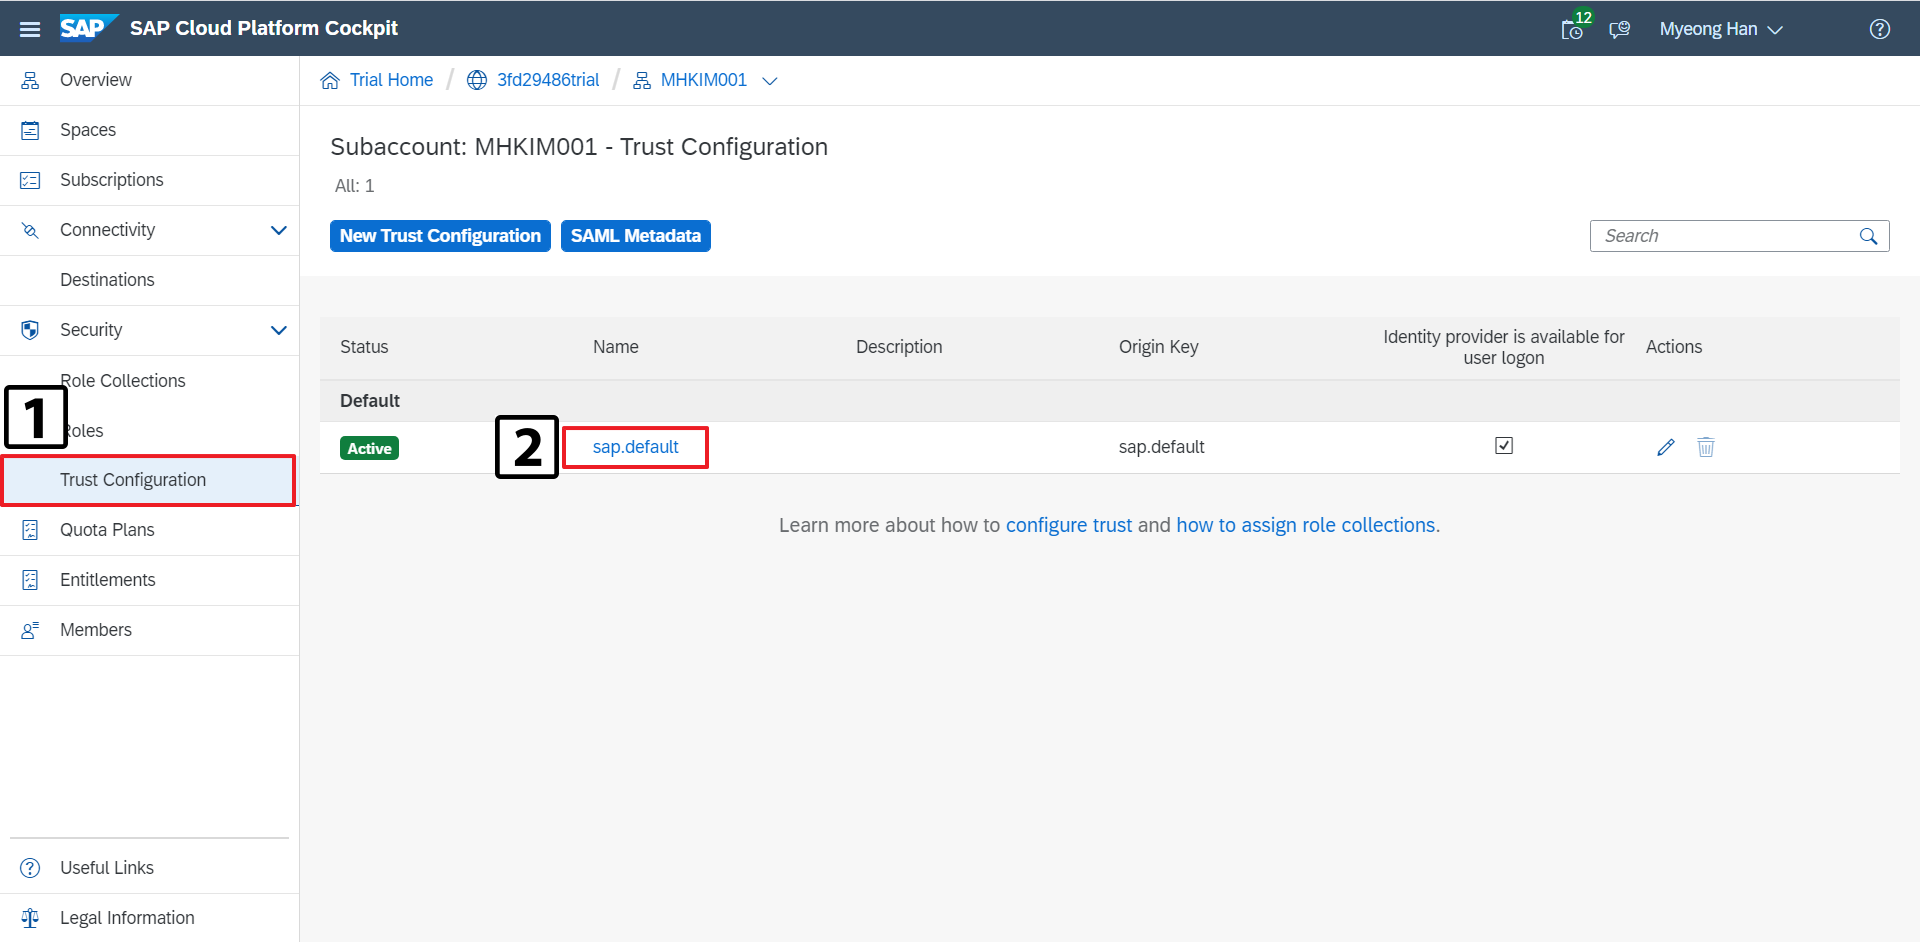 SAP SAP Cloud Platform Cockpit
12
Myeong Han
Overview
Spaces
Subscriptions
Connectivity
Destinations
Security
Role Collections
1
Roles
Trust Configuration
Quota Plans
Entitlements
Members
Useful Links
Legal Information
Trial Home / 3fd29486trial / MHKIM001
Subaccount: MHKIM001 - Trust Configuration
All: 1
New Trust Configuration SAML Metadata
Search
Status Name Description Origin Key Identity provider is available for user logon Actions
Default
Active 2 sap.default sap.default
Learn more about how to configure trust and how to assign role collections.